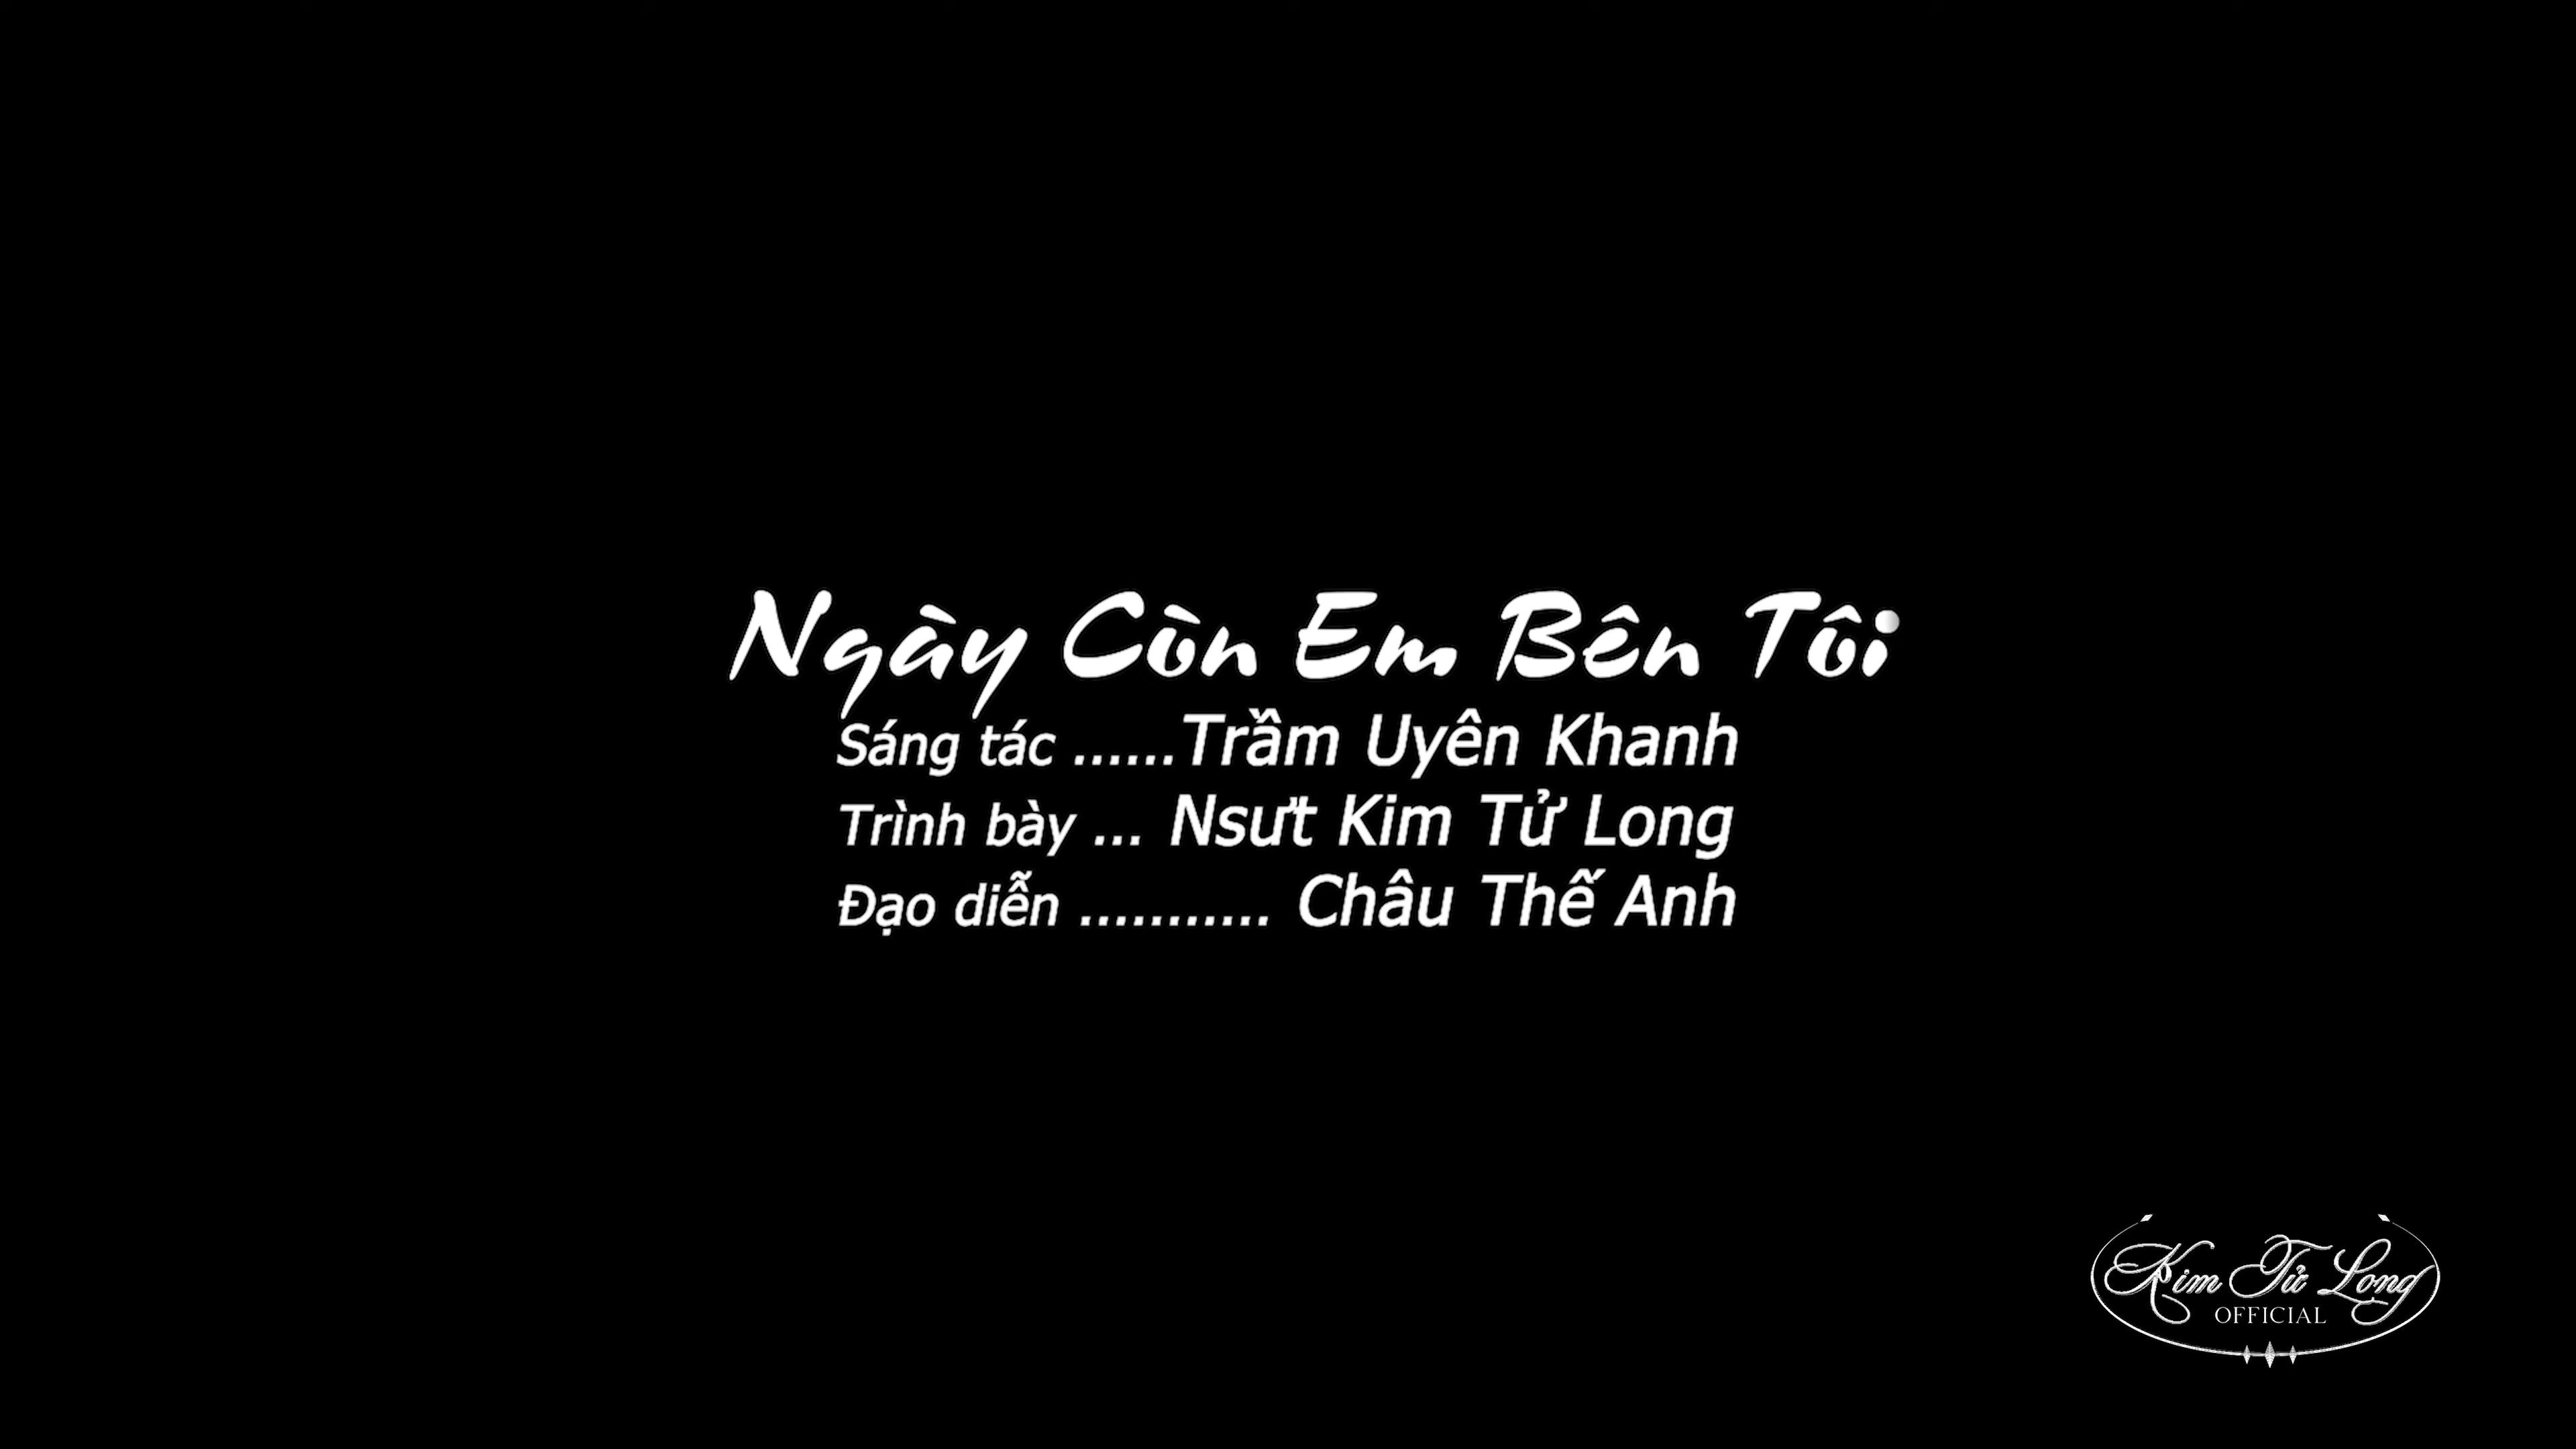 Ngày Còn Em Bên Tôi
Sáng tác ......Trầm Uyên Khanh
Trình bày ... Nsưt Kim Tử Long
Đạo diễn ........... Châu Thế Anh
Kim Tử Long
OFFICIAL